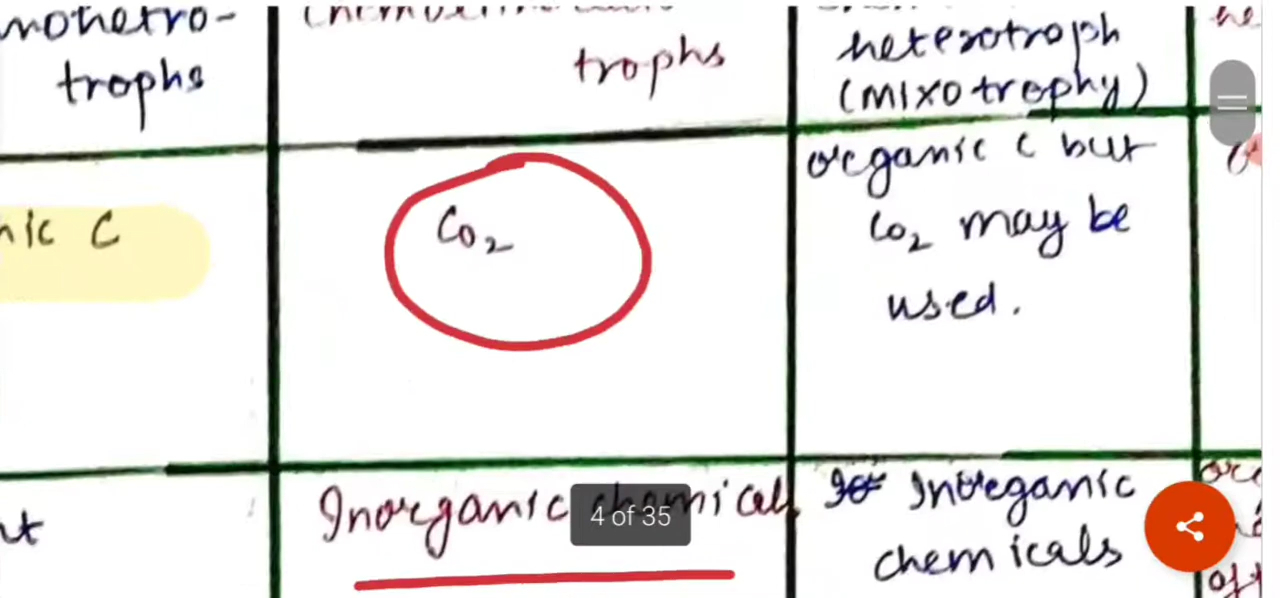 trophs
trophs
heterotroph
(mixotrophy)
C
CO2
organic C but
CO2 may be
used.
Inorganic chemical
4 of 35
Inorganic
chemicals